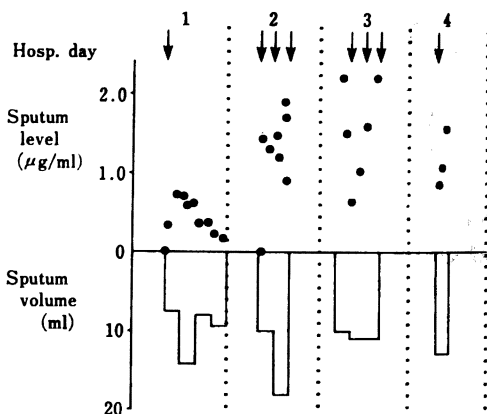 1 2 3 4
Hosp. day
2.0
Sputum
level
(μg/ml)
1.0
0
Sputum
volume
(ml)
10
20